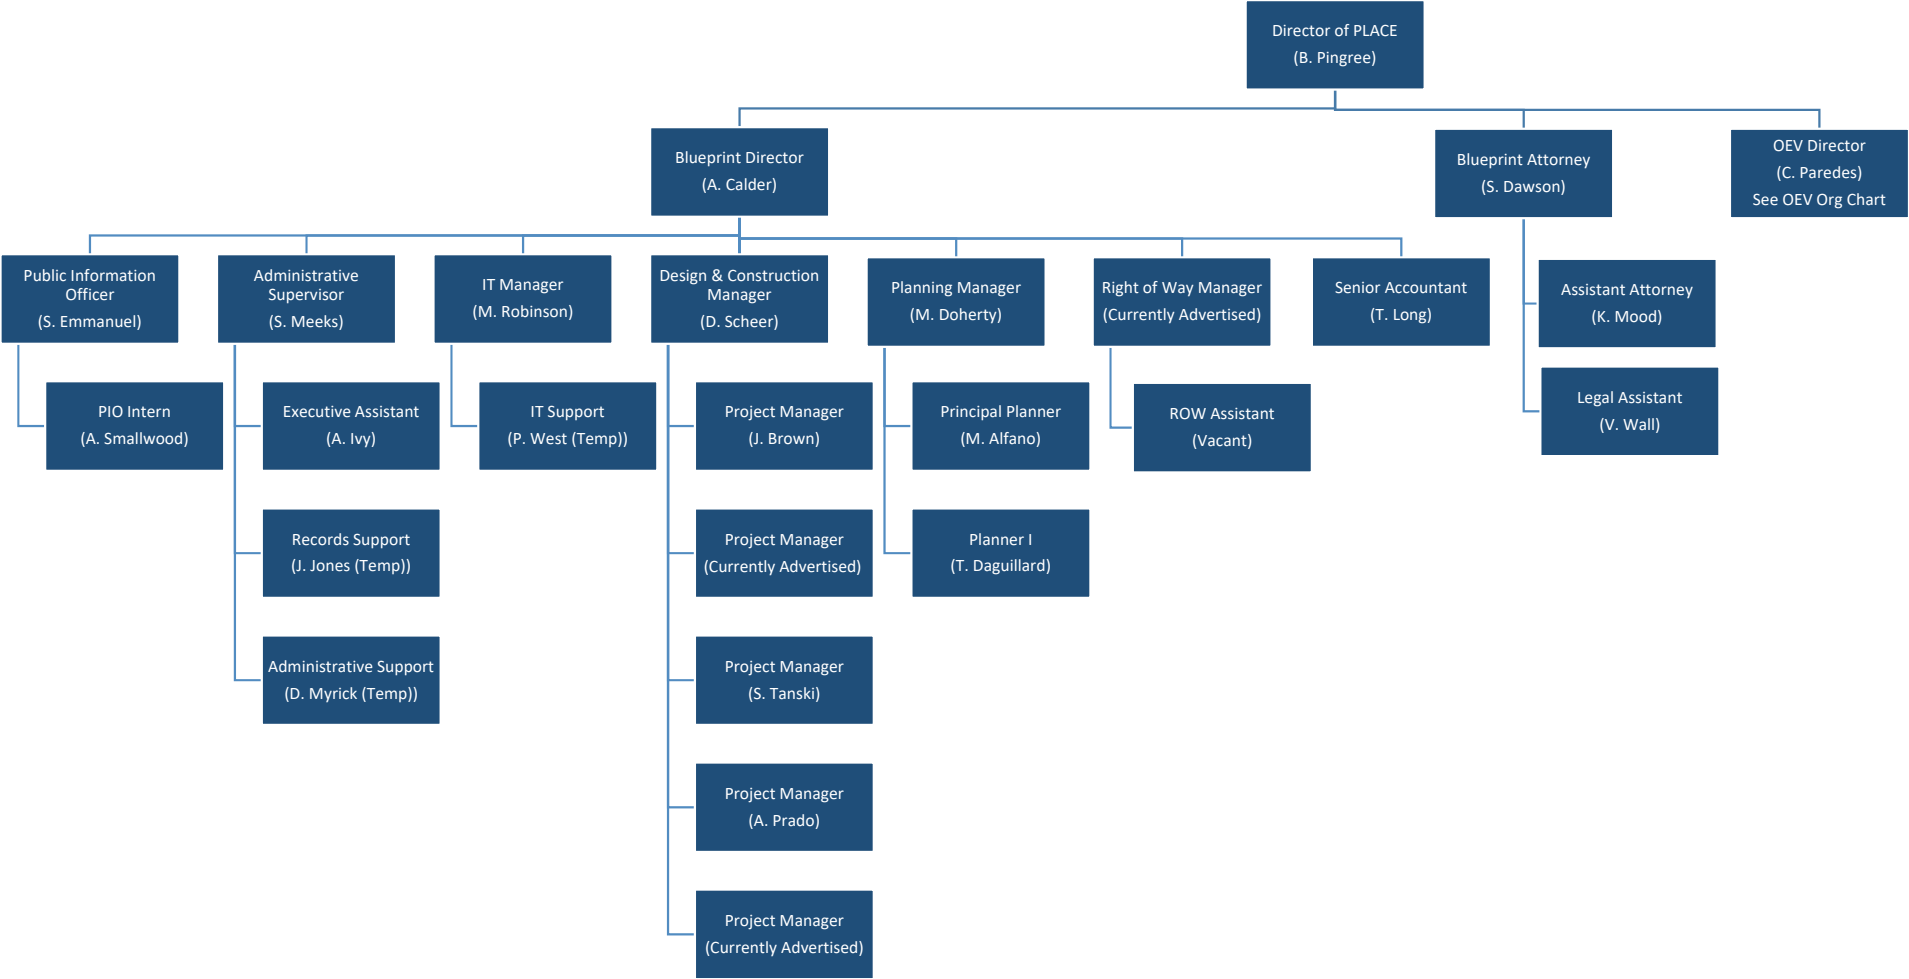 Director of PLACE
(B. Pingree)
Blueprint Director
(A. Calder)
Blueprint Attorney
(S. Dawson)
OEV Director
(C. Paredes)
See OEV Org Chart
Public Information
Officer
(S. Emmanuel)
Administrative
Supervisor
(S. Meeks)
IT Manager
(M. Robinson)
Design & Construction
Manager
(D. Scheer)
Planning Manager
(M. Doherty)
Right of Way Manager
(Currently Advertised)
Senior Accountant
(T. Long)
Assistant Attorney
(K. Mood)
Legal Assistant
(V. Wall)
PIO Intern
(A. Smallwood)
Executive Assistant
(A. Ivy)
IT Support
(P. West (Temp))
Project Manager
(J. Brown)
Principal Planner
(M. Alfano)
ROW Assistant
(Vacant)
Records Support
(J. Jones (Temp))
Project Manager
(Currently Advertised)
Planner I
(T. Daguillard)
Administrative Support
(D. Myrick (Temp))
Project Manager
(S. Tanski)
Project Manager
(A. Prado)
Project Manager
(Currently Advertised)